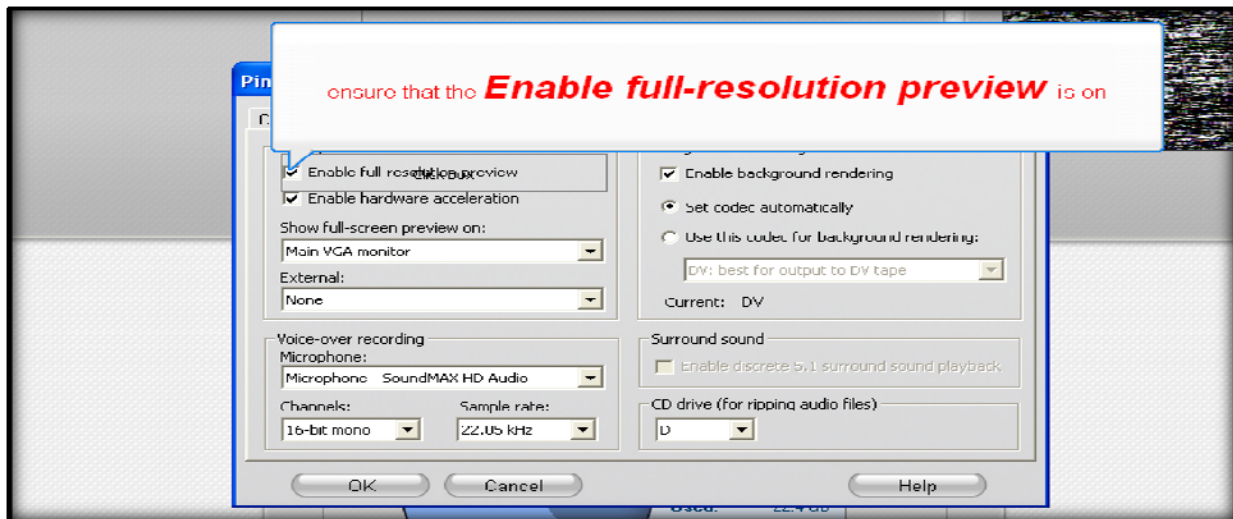 ensure that the Enable full-resolution preview is on
Pin
Enable full resolution preview
Click Box
Enable hardware acceleration
Show full-screen preview on:
Main VGA monitor
External:
None
Enable background rendering
Set codec automatically
Use this codec for background rendering:
DV: best for output to DV tape
Current: DV
Voice-over recording
Microphone:
Microphone SoundMAX HD Audio
Channels:
Sample rate:
16-bit mono
22.05 kHz
Surround sound
Enable discrete 5.1 surround sound playback
CD drive (for ripping audio files)
D
OK
Cancel
Help
Used: 22.4 GB